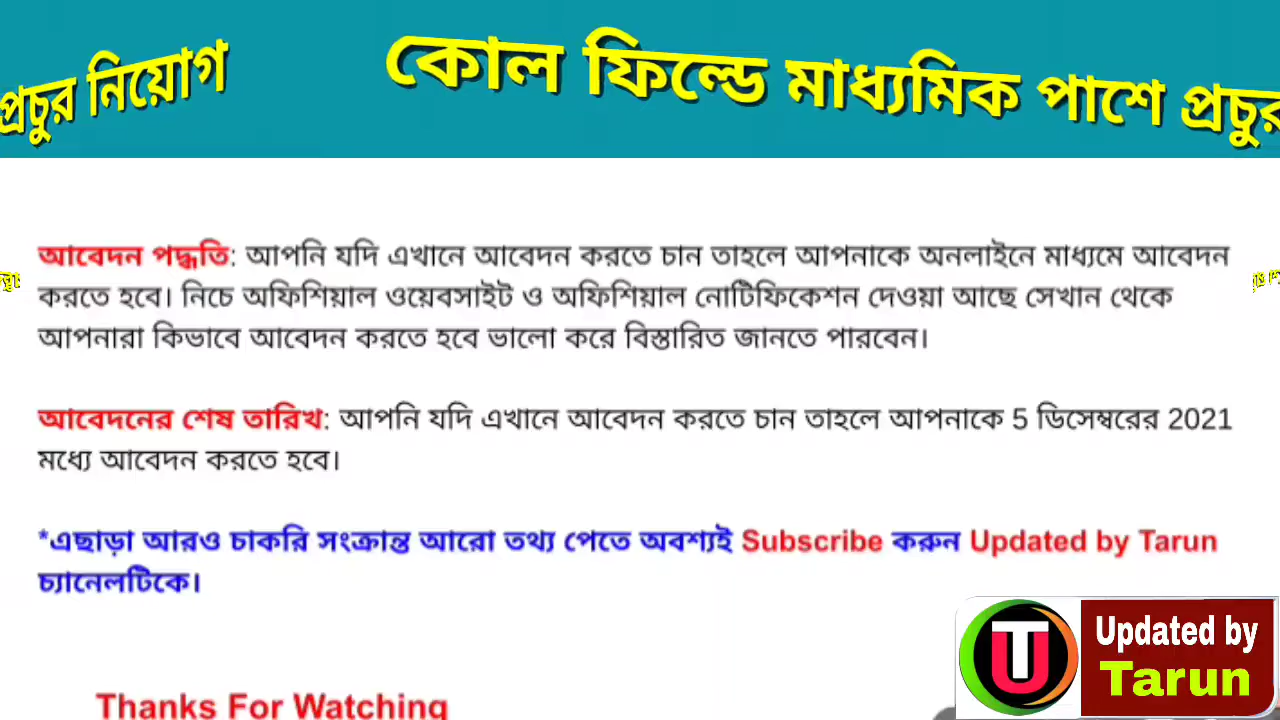 প্রচুর নিয়োগ
কোল ফিল্ডে মাধ্যমিক পাশে প্রচুর
আবেদন পদ্ধতি: আপনি যদি এখানে আবেদন করতে চান তাহলে আপনাকে অনলাইনে মাধ্যমে আবেদন
করতে হবে। নিচে অফিশিয়াল ওয়েবসাইট ও অফিশিয়াল নোটিফিকেশন দেওয়া আছে সেখান থেকে
আপনারা কিভাবে আবেদন করতে হবে ভালো করে বিস্তারিত জানতে পারবেন।
আবেদনের শেষ তারিখ: আপনি যদি এখানে আবেদন করতে চান তাহলে আপনাকে 5 ডিসেম্বরের 2021
মধ্যে আবেদন করতে হবে।
*এছাড়া আরও চাকরি সংক্রান্ত আরো তথ্য পেতে অবশ্যই Subscribe করুন Updated by Tarun
চ্যানেলটিকে।
Updated by
Tarun
Thanks For Watching